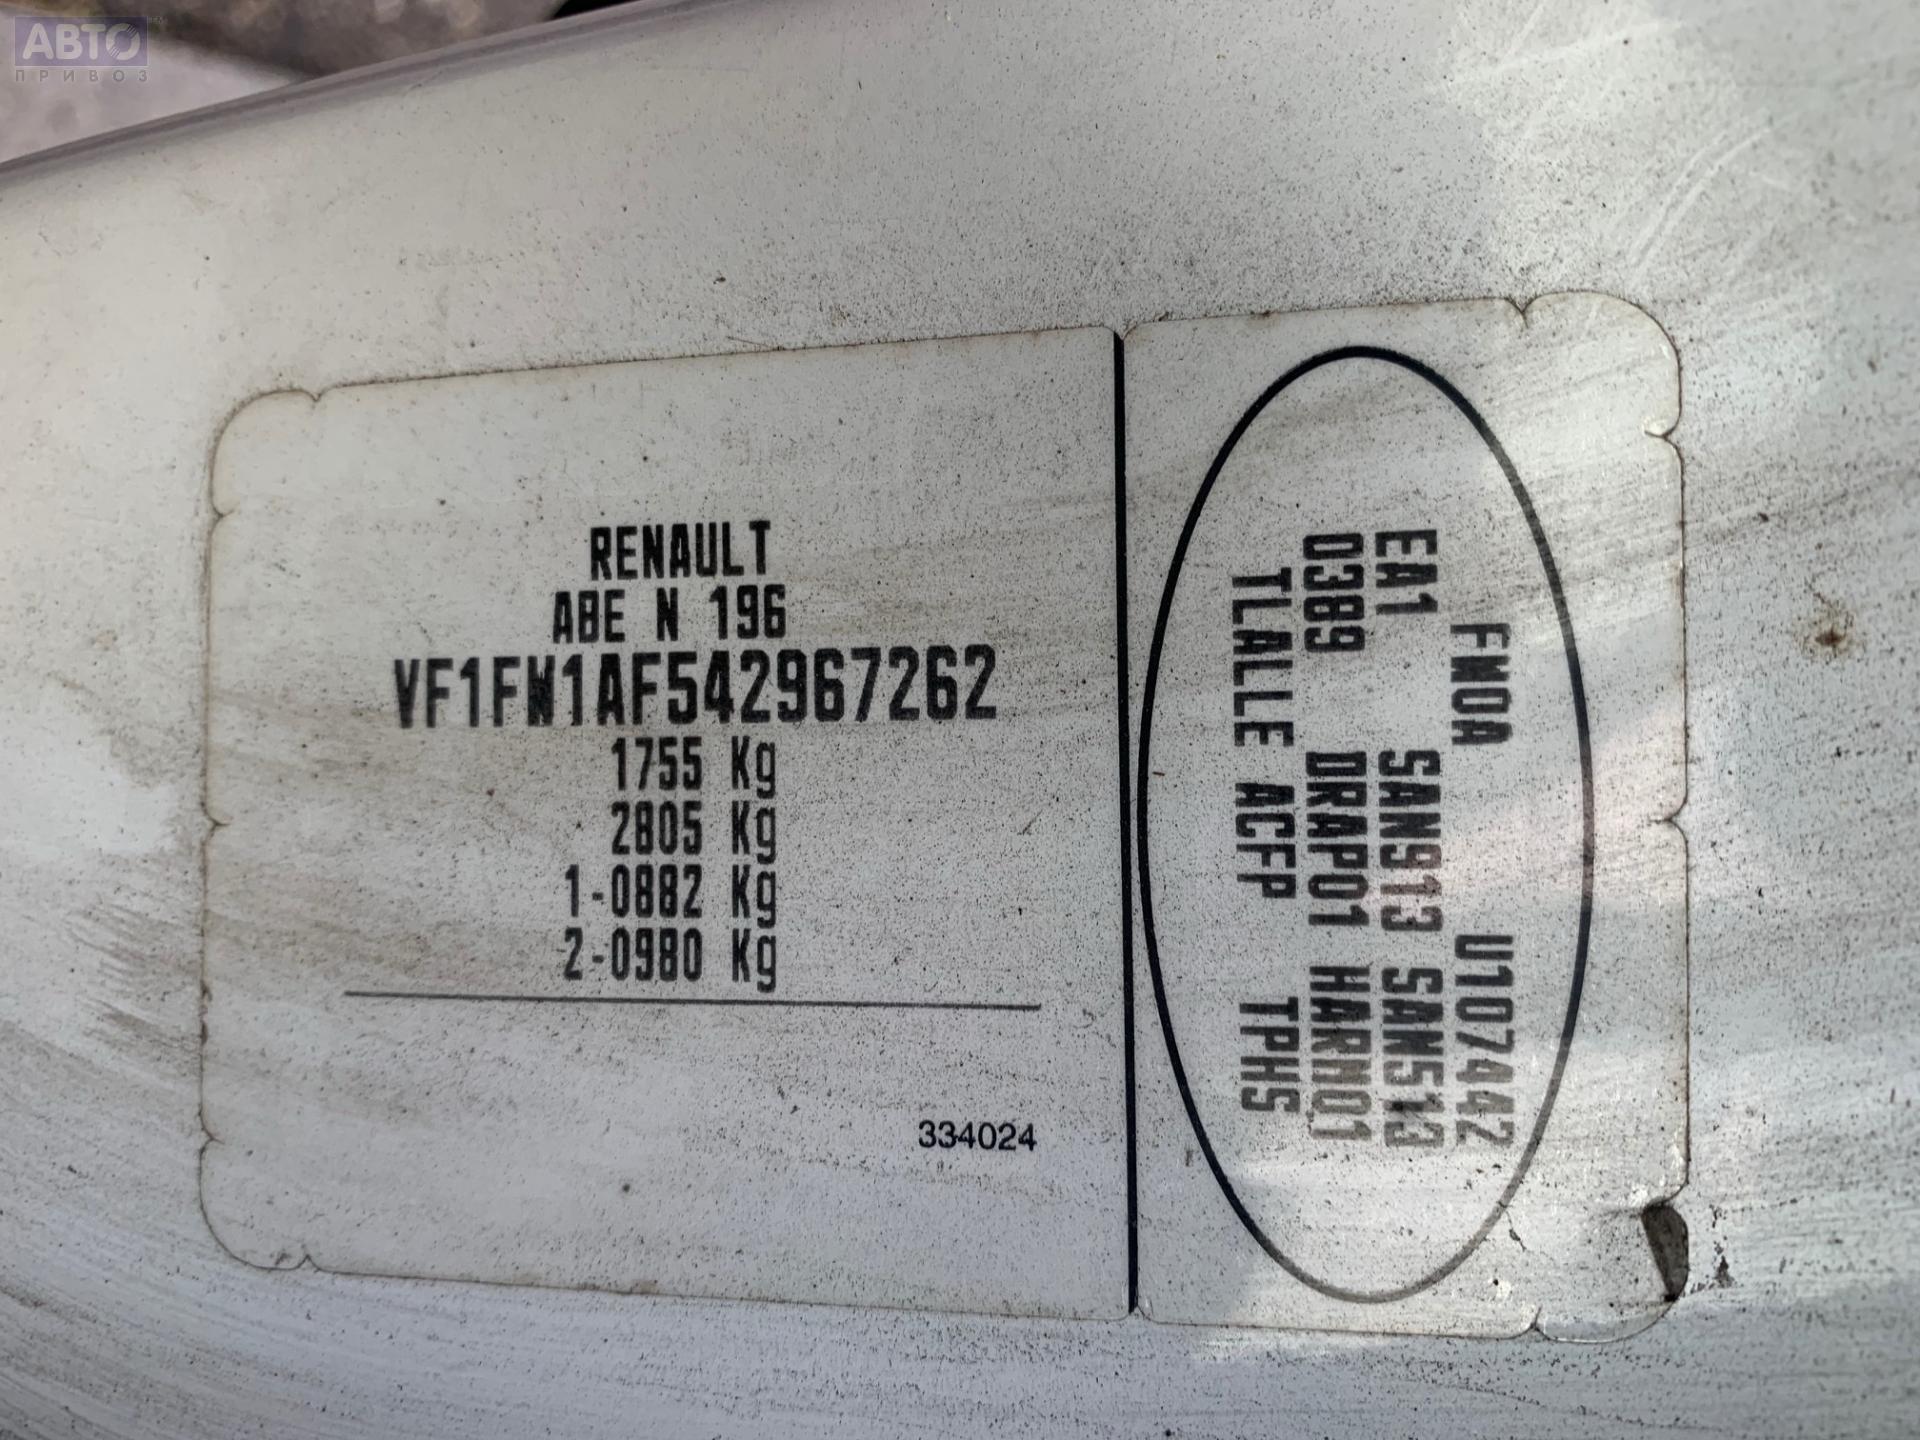 АВТО
ПРИВОЗ
RENAULT
ABE N 196
VF1FW1AF542967262
1755 Kg
2805 Kg
1-0882 Kg
2-0980 Kg
334024
FW0A U107442
EA1 SAN913 SAN513
0389 DRAP01 HARN01
TLALLE ACFP TPHS